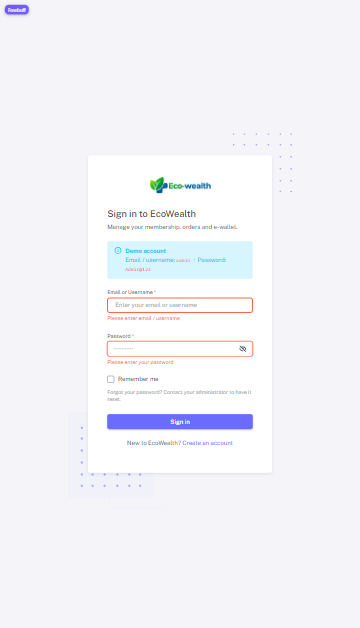 Eco-wealth
Sign in to EcoWealth
Manage your membership, orders and e-wallet.
Demo account
Email / username: · Password:
Email or Username *
Enter your email or username
Please enter email / username
Password *
Please enter your password
Remember me
Forgot your password? Contact your administrator to have it
reset.
Sign in
New to EcoWealth? Create an account